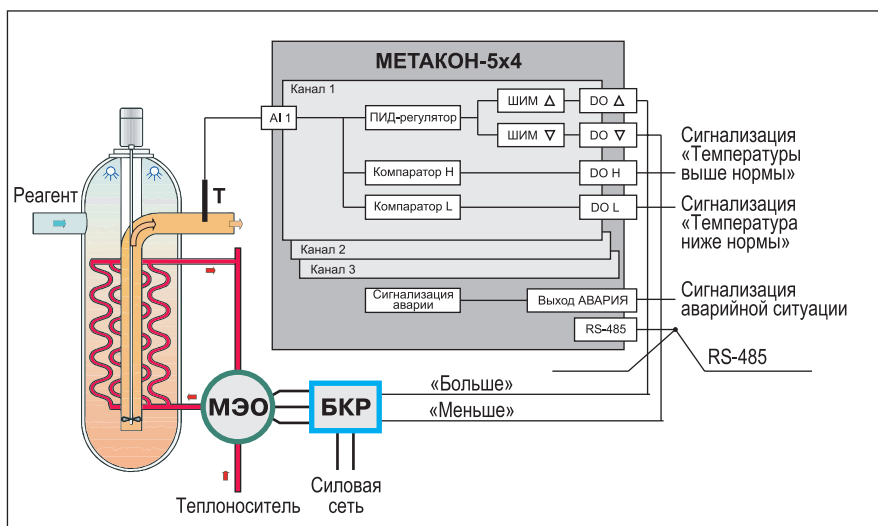 МЕТАКОН-5х4
Канал 1
AI 1
ПИД-регулятор
ШИМ △
DO △
ШИМ ▽
DO ▽
Компаратор H
DO H
Компаратор L
DO L
Канал 2
Канал 3
Сигнализация
аварии
Выход АВАРИЯ
RS-485
Сигнализация
«Температуры
выше нормы»
Сигнализация
«Температура
ниже нормы»
Сигнализация
аварийной ситуации
RS-485
Реагент
Т
МЭО
БКР
«Больше»
«Меньше»
Теплоноситель
Силовая
сеть